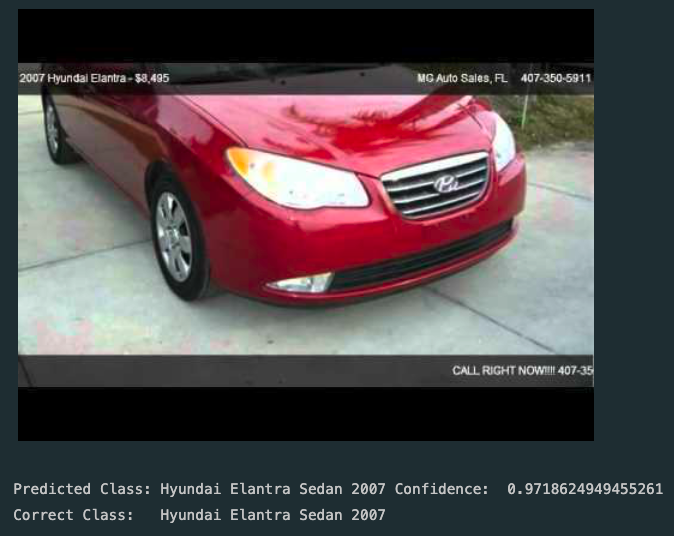 2007 Hyundai Elantra - $8,495
MG Auto Sales, FL 407-350-5911
CALL RIGHT NOW!!!! 407-35
Predicted Class: Hyundai Elantra Sedan 2007 Confidence: 0.9718624949455261
Correct Class: Hyundai Elantra Sedan 2007